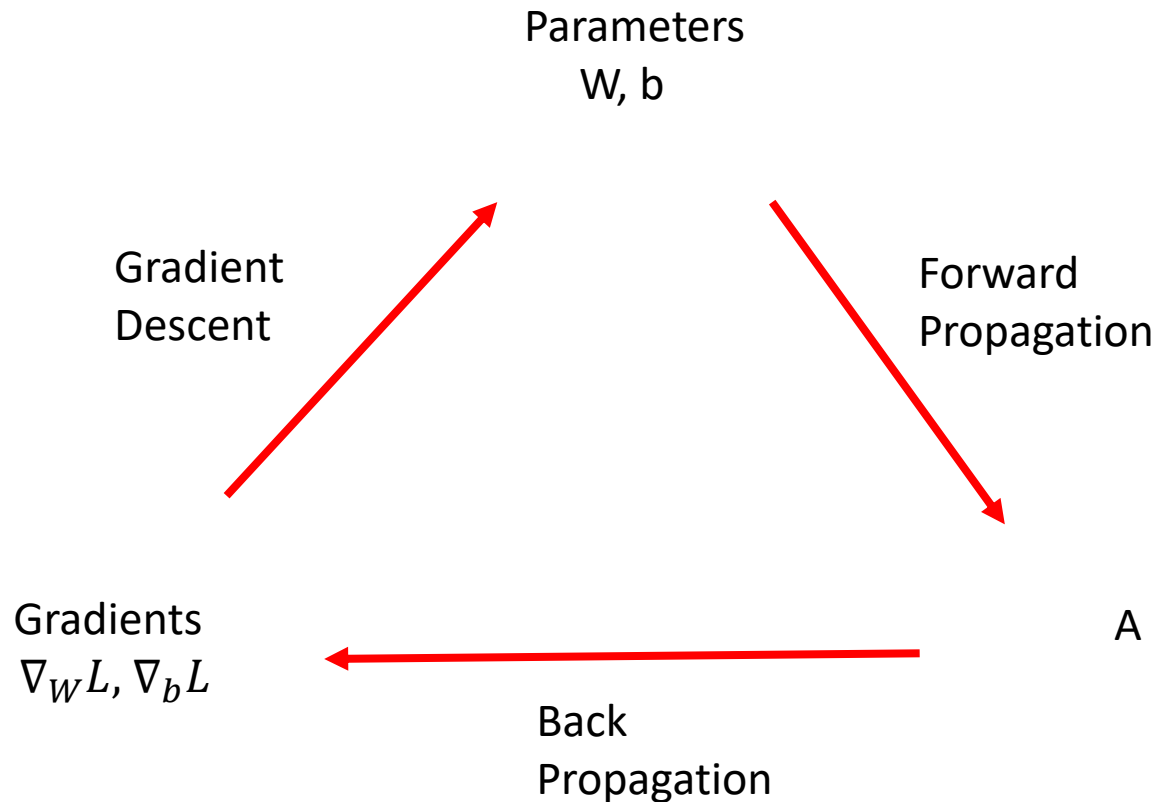 Parameters
W, b
Gradient
Descent
Forward
Propagation
Gradients
∇_W L, ∇_b L
A
Back
Propagation